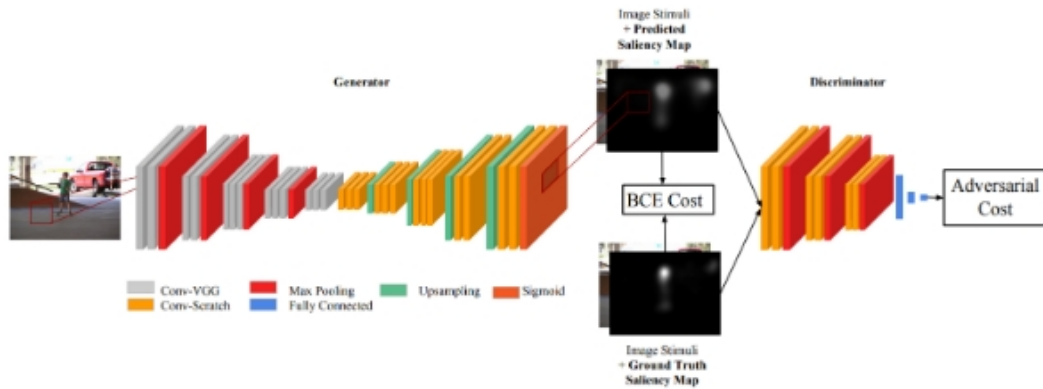 Image Stimuli
+ Predicted
Saliency Map
Generator
Discriminator
BCE Cost
Adversarial
Cost
Conv-VGG
Max Pooling
Upsampling
Sigmoid
Conv-Scratch
Fully Connected
Image Stimuli
+ Ground Truth
Saliency Map